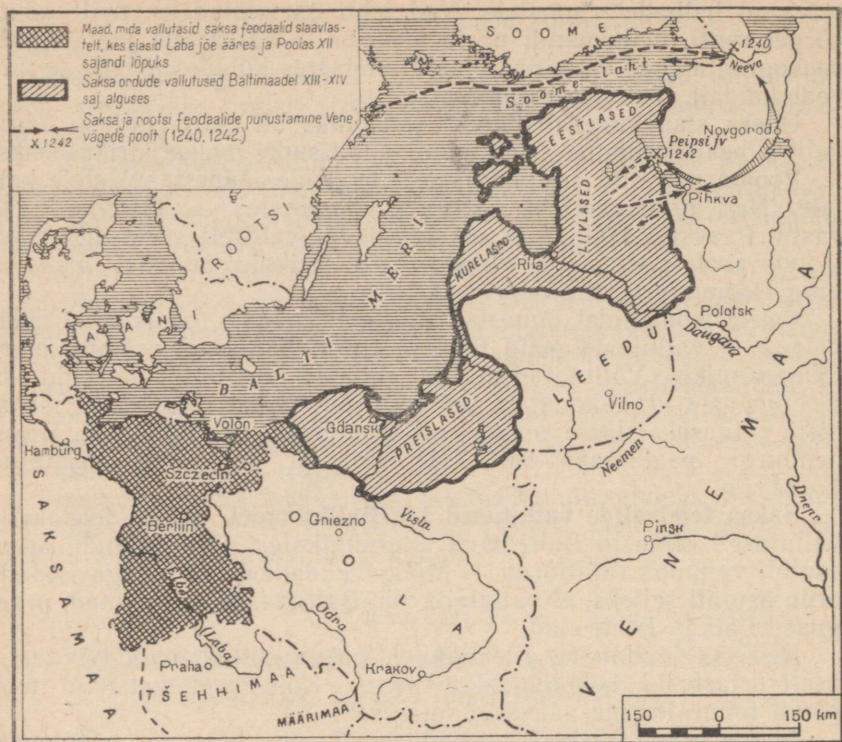 Maad, mida vallutasid saksa feodaalid slaavlas-
telt, kes elasid Laba jõe ääres ja Poolas XII
sajandi lõpuks
Saksa ordude vallutused Baltimaadel XIII-XIV
saj. alguses
Saksa ja rootsi feodaalide purustamine Vene
vägede poolt (1240, 1242.)
X 1242
SOOME
X 1240
Neeva
Soome laht
Novgorod
EESTLASED
Peipsi jv
X 1242
Pihkva
ROOTSI
LIIVLASED
KURELASED
Riia
BALTI MERI
TAANI
Polotsk
Daugava
LEEDU
Vilno
Neemen
VENEMAA
Dnepr
Pinsk
Volõn
Gdansk
PREISLASED
Hamburg
Szczecin
SAKSAMAA
Berliin
Gniezno
Visla
POOLA
Elbe
(Laba)
Odra
Praha
Krakov
TŠEHHIMAA
MÄÄRIMAA
150 0 150 km